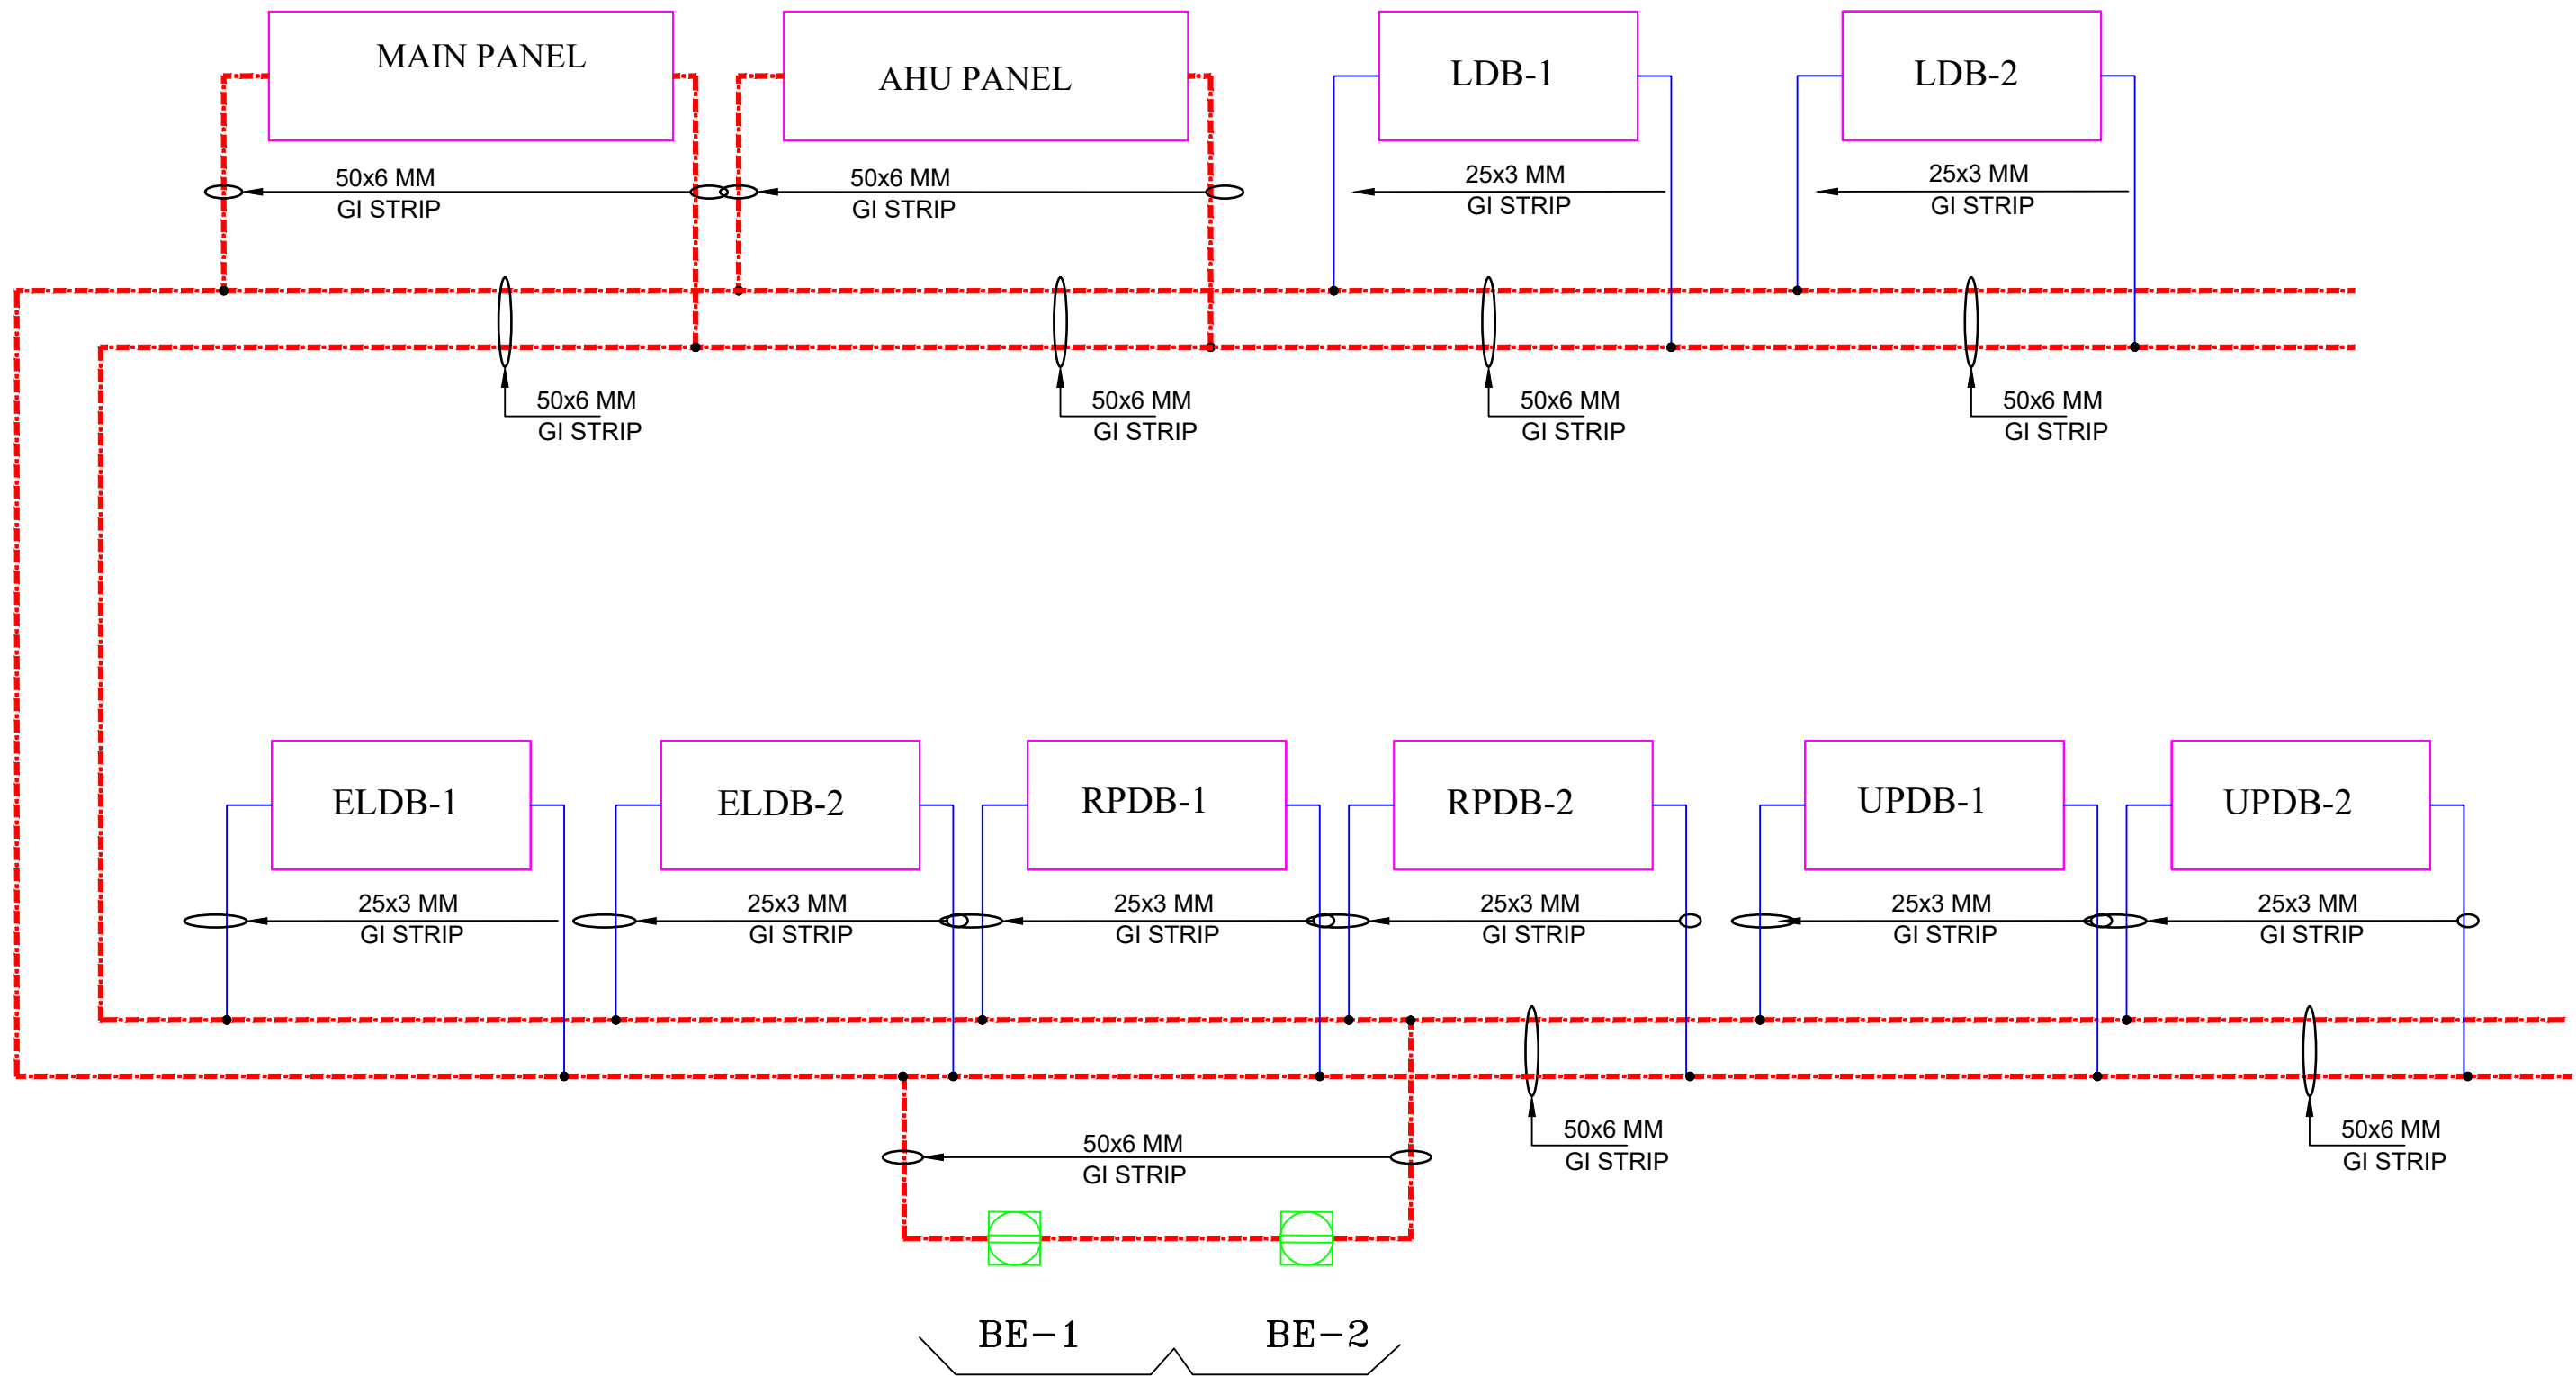 MAIN PANEL
AHU PANEL
LDB-1
LDB-2
50x6 MM
GI STRIP
50x6 MM
GI STRIP
25x3 MM
GI STRIP
25x3 MM
GI STRIP
50x6 MM
GI STRIP
50x6 MM
GI STRIP
50x6 MM
GI STRIP
50x6 MM
GI STRIP
ELDB-1
ELDB-2
RPDB-1
RPDB-2
UPDB-1
UPDB-2
25x3 MM
GI STRIP
25x3 MM
GI STRIP
25x3 MM
GI STRIP
25x3 MM
GI STRIP
25x3 MM
GI STRIP
25x3 MM
GI STRIP
50x6 MM
GI STRIP
50x6 MM
GI STRIP
50x6 MM
GI STRIP
BE-1
BE-2